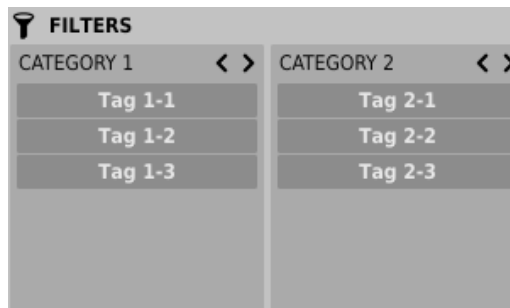 FILTERS
CATEGORY 1 < >
Tag 1-1
Tag 1-2
Tag 1-3
CATEGORY 2 < >
Tag 2-1
Tag 2-2
Tag 2-3